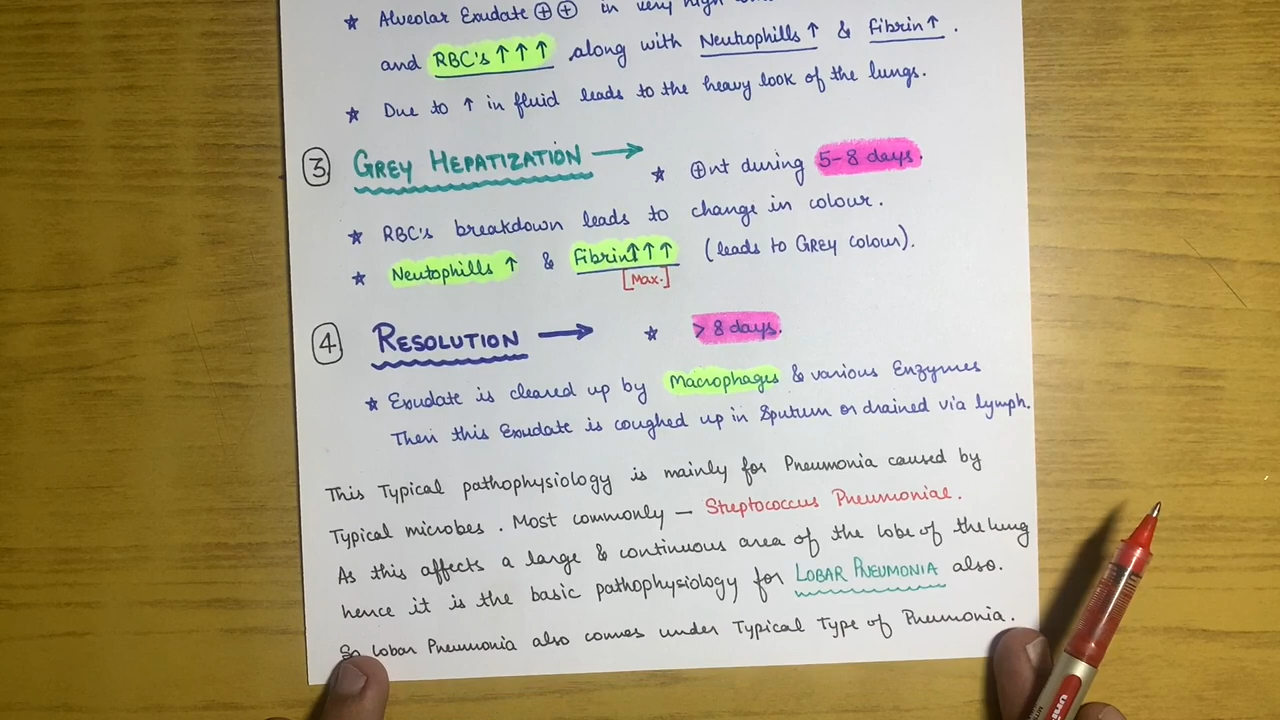 ★ Alveolar Exudate ⊕⊕ in very high
and RBC's ↑↑↑ along with Neutrophills ↑ & fibrin ↑.
★ Due to ↑ in fluid leads to the heavy look of the lungs.
③ GREY HEPATIZATION → ★ ⊕nt during 5-8 days.
★ RBC's breakdown leads to change in colour.
★ Neutophills ↑ & Fibrin↑↑↑ (leads to GREY colour).
[Max.]
④ RESOLUTION → ★ > 8 days.
★ Exudate is cleared up by Macrophages & various Enzymes
Then this Exudate is coughed up in Sputum or drained via lymph.
This Typical pathophysiology is mainly for Pneumonia caused by
Typical microbes. Most commonly — Streptococcus Pneumoniae.
As this affects a large & continuous area of the lobe of the lung
hence it is the basic pathophysiology for LOBAR PNEUMONIA also.
So Lobar Pneumonia also comes under Typical Type of Pneumonia.
uni